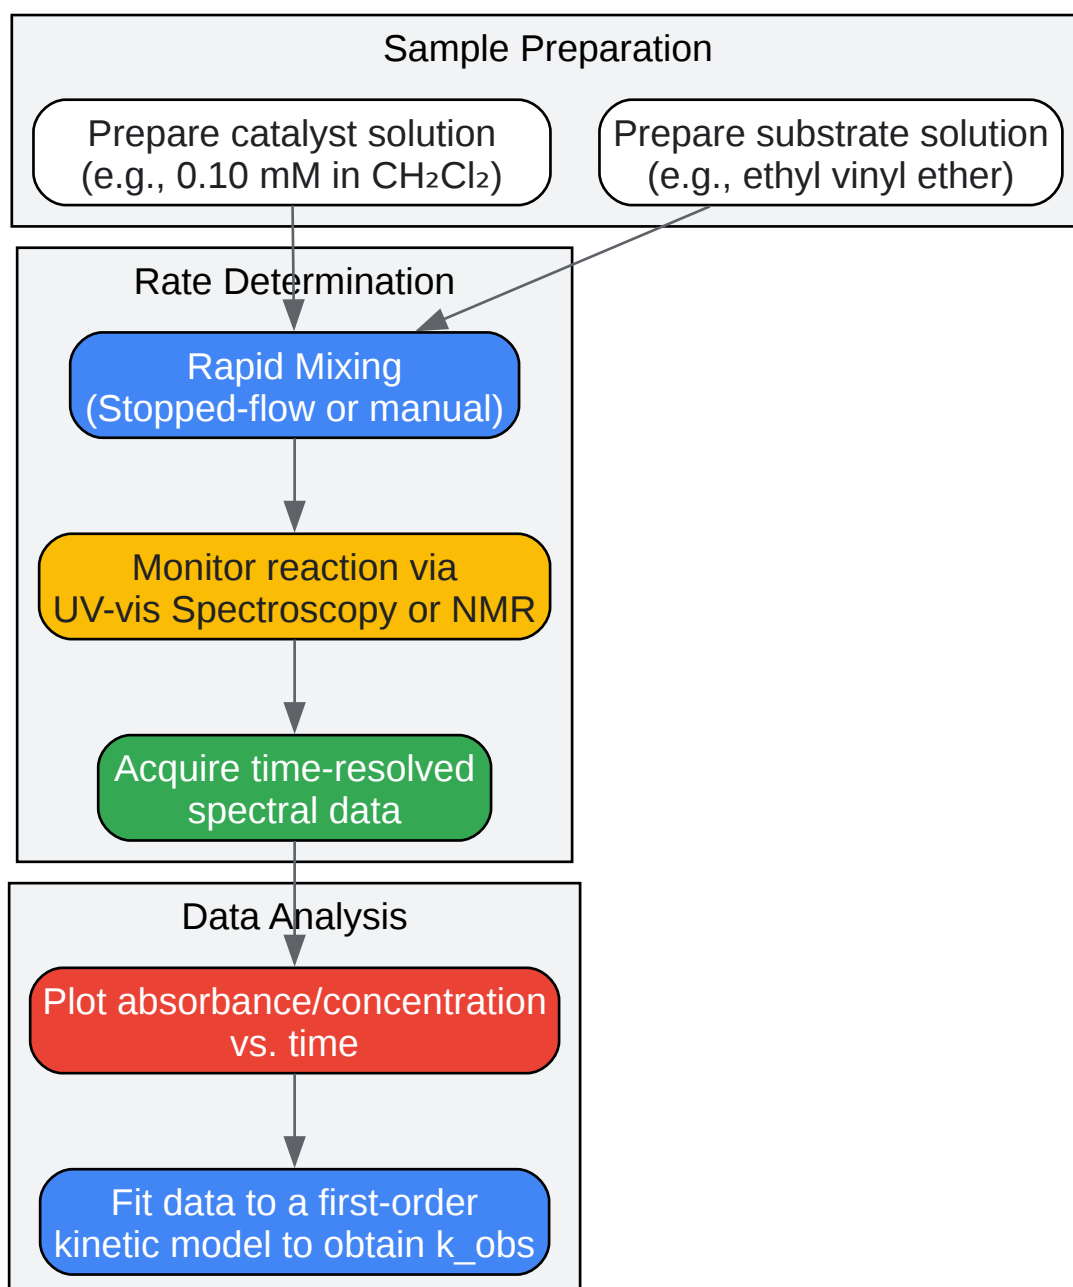 Sample Preparation
Prepare catalyst solution
(e.g., 0.10 mM in CH₂Cl₂)
Prepare substrate solution
(e.g., ethyl vinyl ether)
Rate Determination
Rapid Mixing
(Stopped-flow or manual)
Monitor reaction via
UV-vis Spectroscopy or NMR
Acquire time-resolved
spectral data
Data Analysis
Plot absorbance/concentration
vs. time
Fit data to a first-order
kinetic model to obtain k_obs